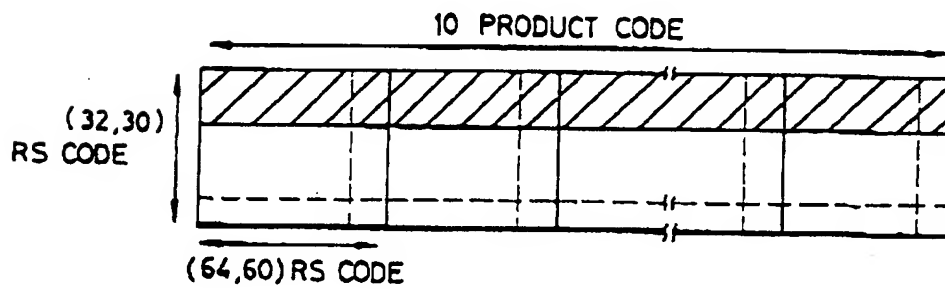 10 PRODUCT CODE
(32,30)
RS CODE
(64,60) RS CODE